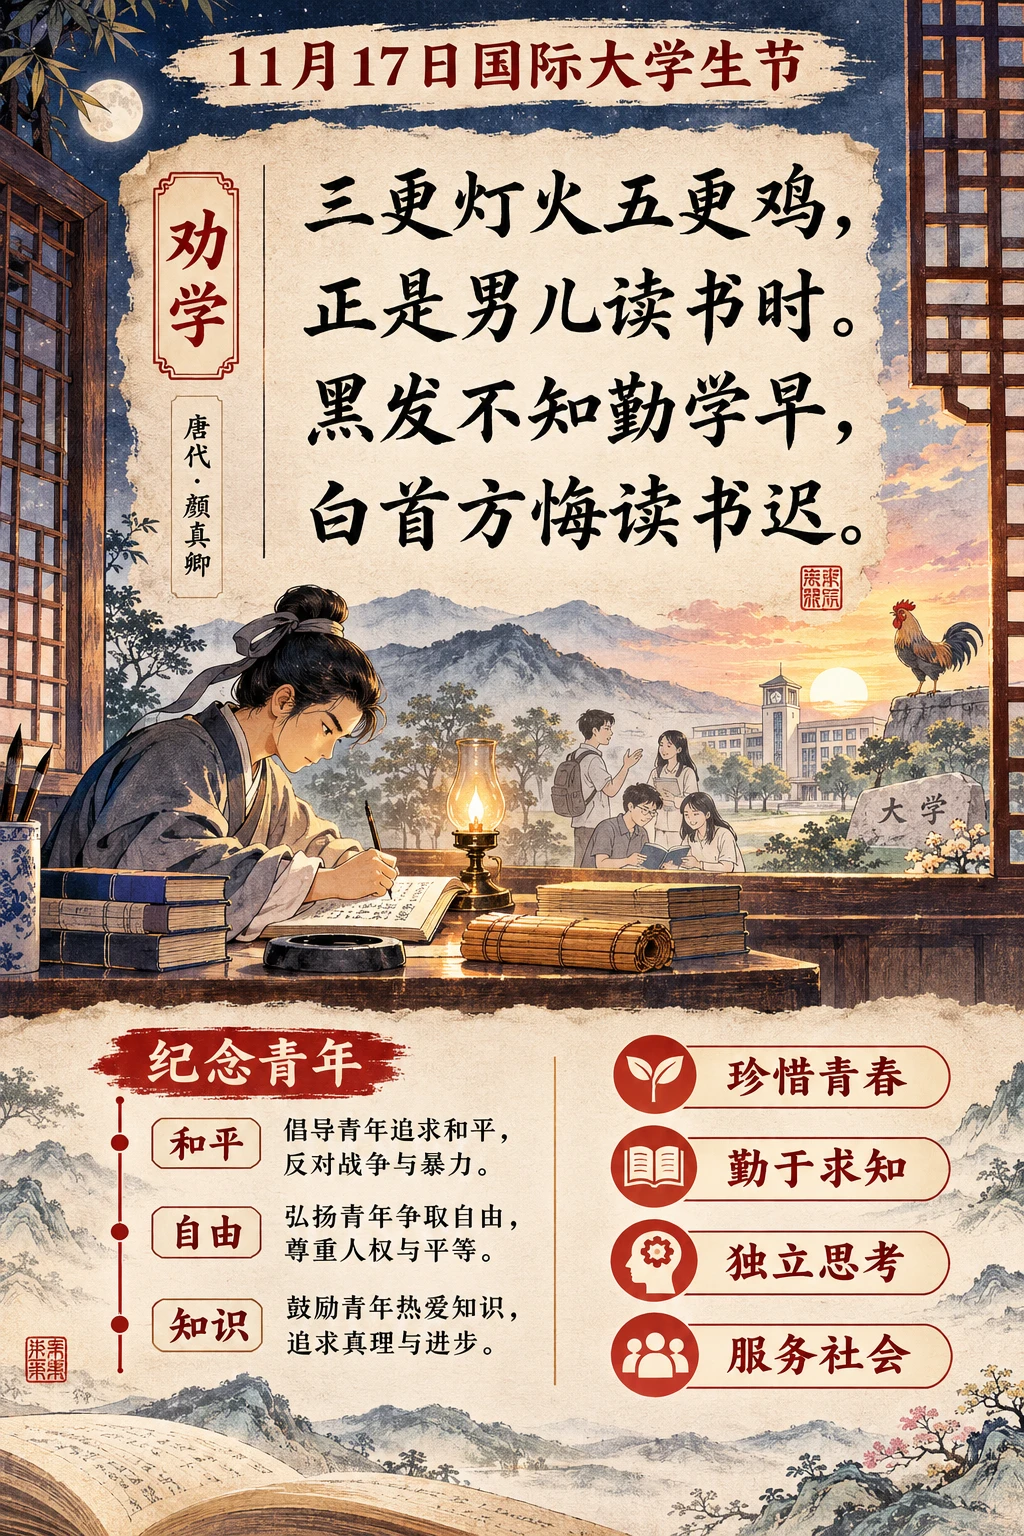 11月17日国际大学生节
劝学
唐代·颜真卿
三更灯火五更鸡，
正是男儿读书时。
黑发不知勤学早，
白首方悔读书迟。
大学
纪念青年
和平
倡导青年追求和平，
反对战争与暴力。
自由
弘扬青年争取自由，
尊重人权与平等。
知识
鼓励青年热爱知识，
追求真理与进步。
珍惜青春
勤于求知
独立思考
服务社会